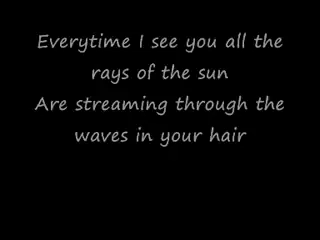 Everytime I see you all the
rays of the sun
Are streaming through the
waves in your hair